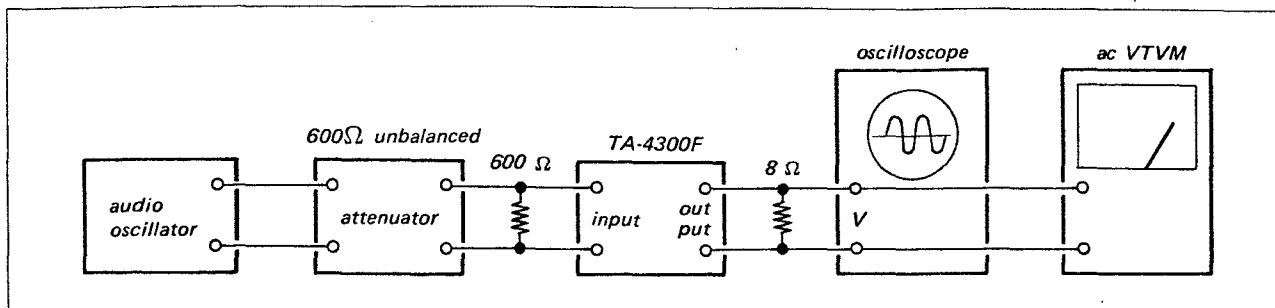 oscilloscope
ac VTVM
600Ω unbalanced
600 Ω
TA-4300F
8 Ω
audio
oscillator
attenuator
input
out
put
V